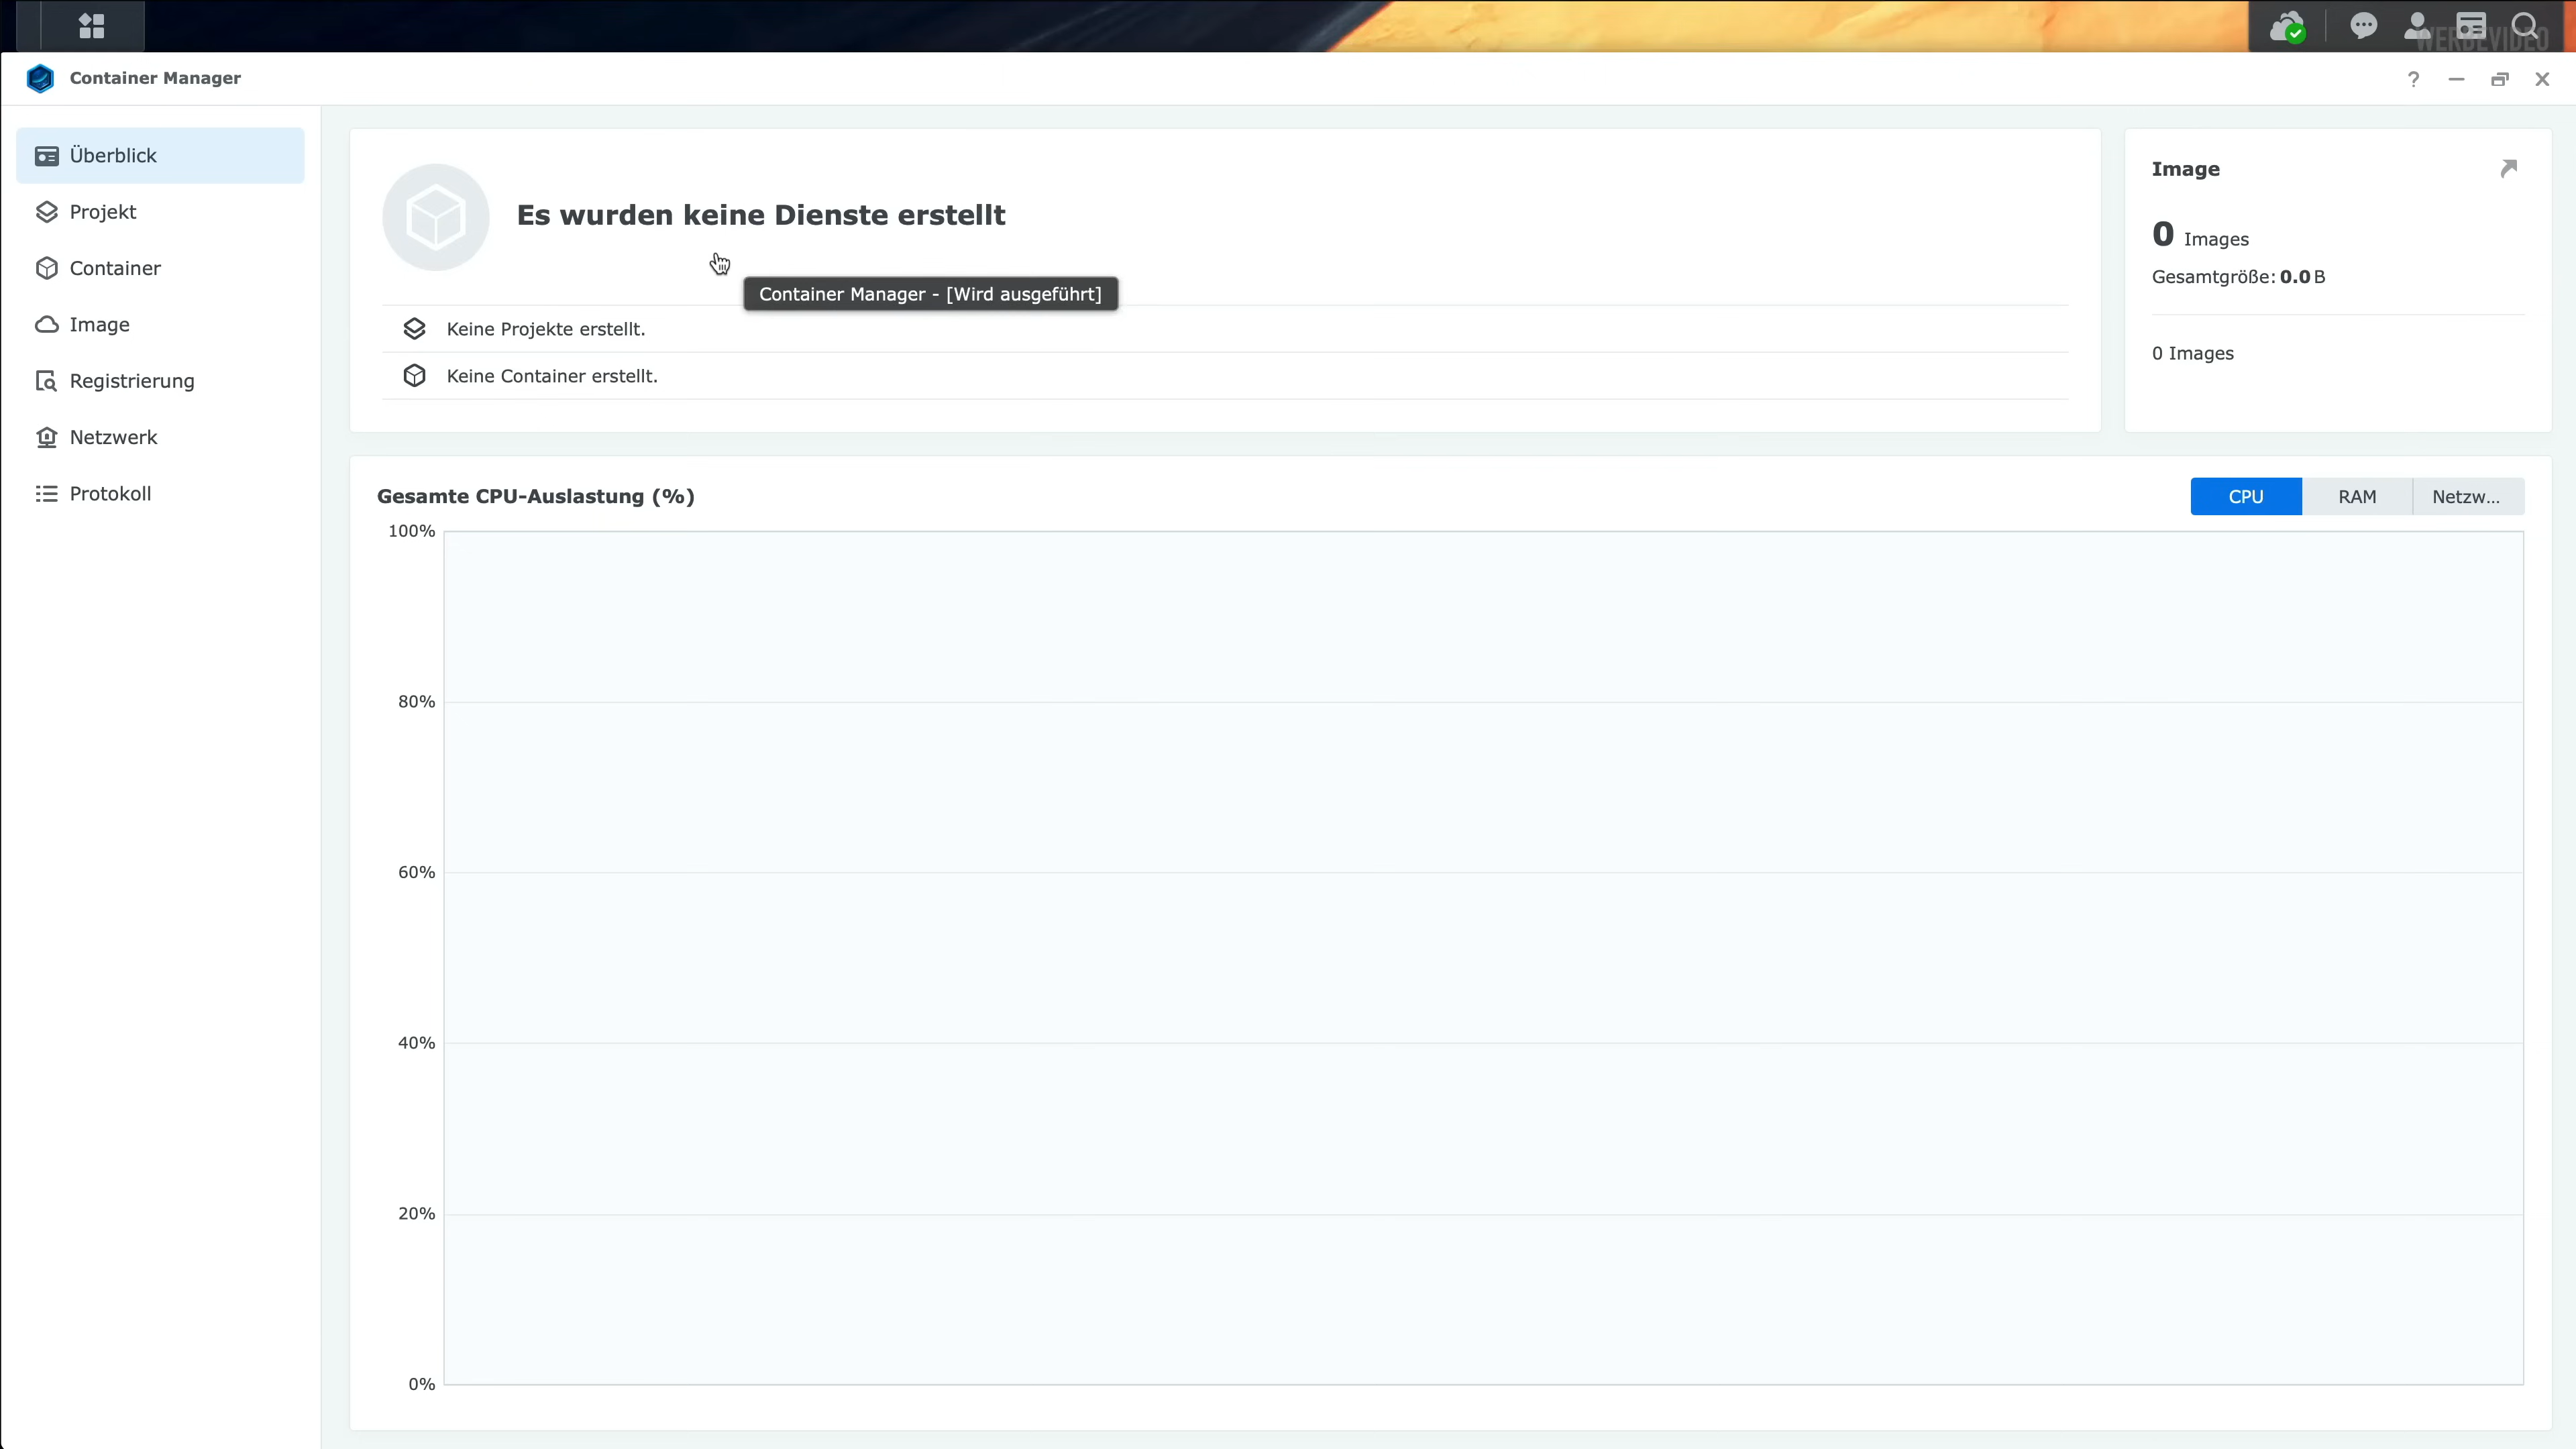 WERBEVIDEO
Container Manager
?
Überblick
Projekt
Container
Image
Registrierung
Netzwerk
Protokoll
Es wurden keine Dienste erstellt
Container Manager - [Wird ausgeführt]
Keine Projekte erstellt.
Keine Container erstellt.
Image
0 Images
Gesamtgröße: 0.0 B
0 Images
Gesamte CPU-Auslastung (%)
CPU RAM Netzw...
100%
80%
60%
40%
20%
0%